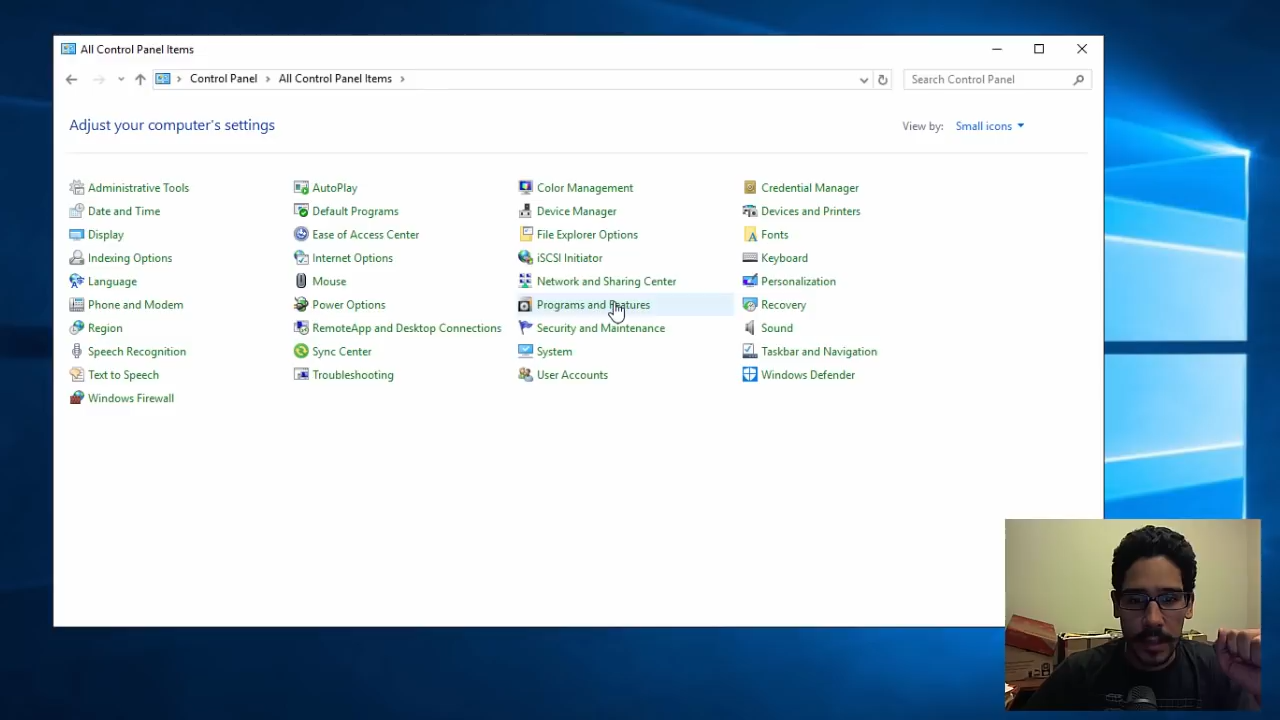 All Control Panel Items
Control Panel > All Control Panel Items >
Search Control Panel
Adjust your computer's settings
View by: Small icons
Administrative Tools
AutoPlay
Color Management
Credential Manager
Date and Time
Default Programs
Device Manager
Devices and Printers
Display
Ease of Access Center
File Explorer Options
Fonts
Indexing Options
Internet Options
iSCSI Initiator
Keyboard
Language
Mouse
Network and Sharing Center
Personalization
Phone and Modem
Power Options
Programs and Features
Recovery
Region
RemoteApp and Desktop Connections
Security and Maintenance
Sound
Speech Recognition
Sync Center
System
Taskbar and Navigation
Text to Speech
Troubleshooting
User Accounts
Windows Defender
Windows Firewall